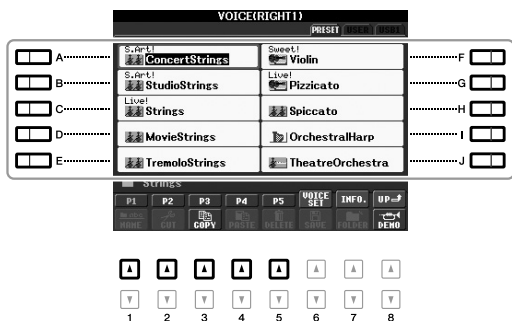 VOICE(RIGHT1)
PRESET USER USB1
A
S.Art!
ConcertStrings
Sweet!
Violin
F
B
S.Art!
StudioStrings
Live!
Pizzicato
G
C
Live!
Strings
Spiccato
H
D
MovieStrings
OrchestralHarp
I
E
TremoloStrings
TheatreOrchestra
J
Strings
P1 P2 P3 P4 P5 VOICE SET INFO. UP
NAME CUT COPY PASTE DELETE SAVE FOLDER DEMO
1 2 3 4 5 6 7 8